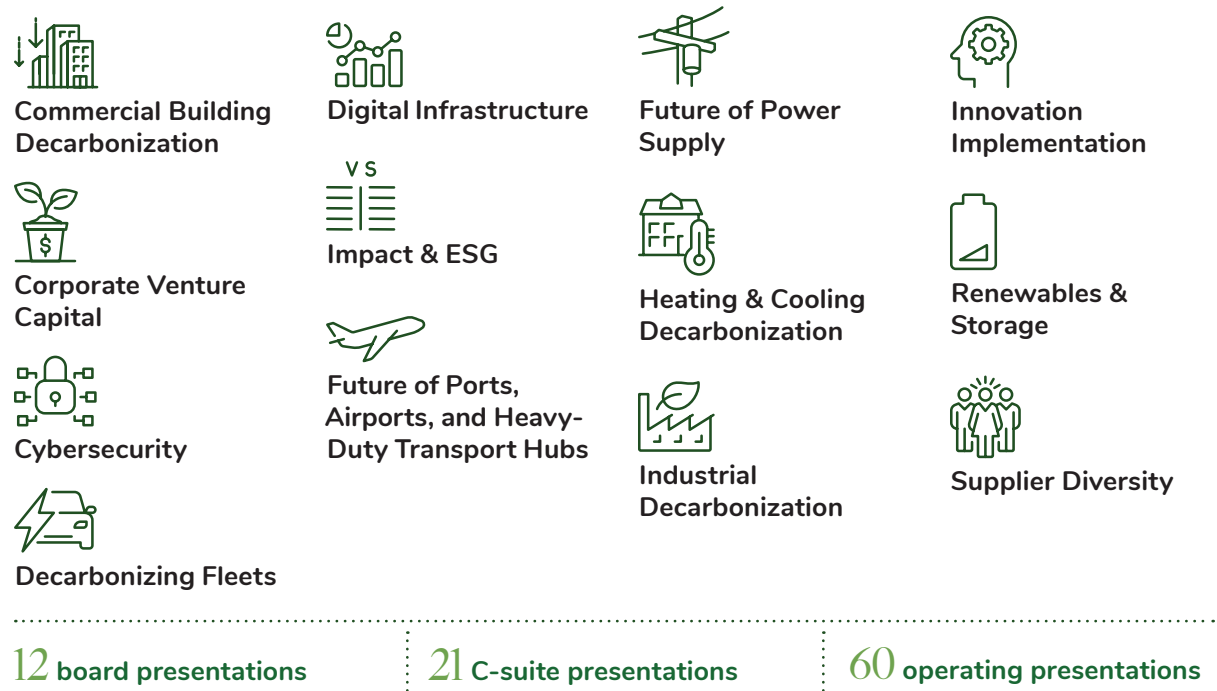 Commercial Building
Decarbonization
$
Corporate Venture
Capital
Cybersecurity
Decarbonizing Fleets
Digital Infrastructure
VS
Impact & ESG
Future of Ports,
Airports, and Heavy-
Duty Transport Hubs
Future of Power
Supply
Heating & Cooling
Decarbonization
Industrial
Decarbonization
Innovation
Implementation
Renewables &
Storage
Supplier Diversity
12 board presentations
21 C-suite presentations
60 operating presentations